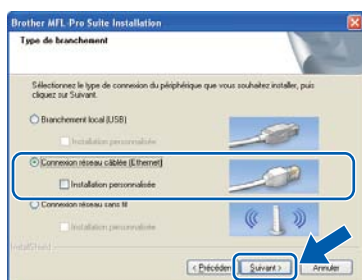 Brother MFL-Pro Suite Installation
Type de branchement
Sélectionnez le type de connexion du périphérique que vous souhaitez installer, puis
cliquez sur Suivant.
Branchement local (USB)
Installation personnalisée
Connexion réseau câblée (Ethernet)
Installation personnalisée
Connexion réseau sans fil
Installation personnalisée
InstallShield
< Précéden Suivant > Annuler